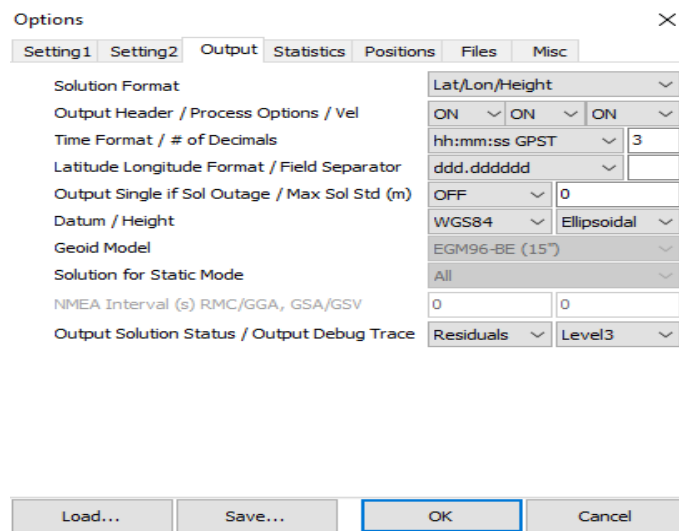 Options
Setting1 Setting2 Output Statistics Positions Files Misc
Solution Format Lat/Lon/Height
Output Header / Process Options / Vel ON ON ON
Time Format / # of Decimals hh:mm:ss GPST 3
Latitude Longitude Format / Field Separator ddd.dddddd
Output Single if Sol Outage / Max Sol Std (m) OFF 0
Datum / Height WGS84 Ellipsoidal
Geoid Model EGM96-BE (15")
Solution for Static Mode All
NMEA Interval (s) RMC/GGA, GSA/GSV 0 0
Output Solution Status / Output Debug Trace Residuals Level3
Load... Save... OK Cancel